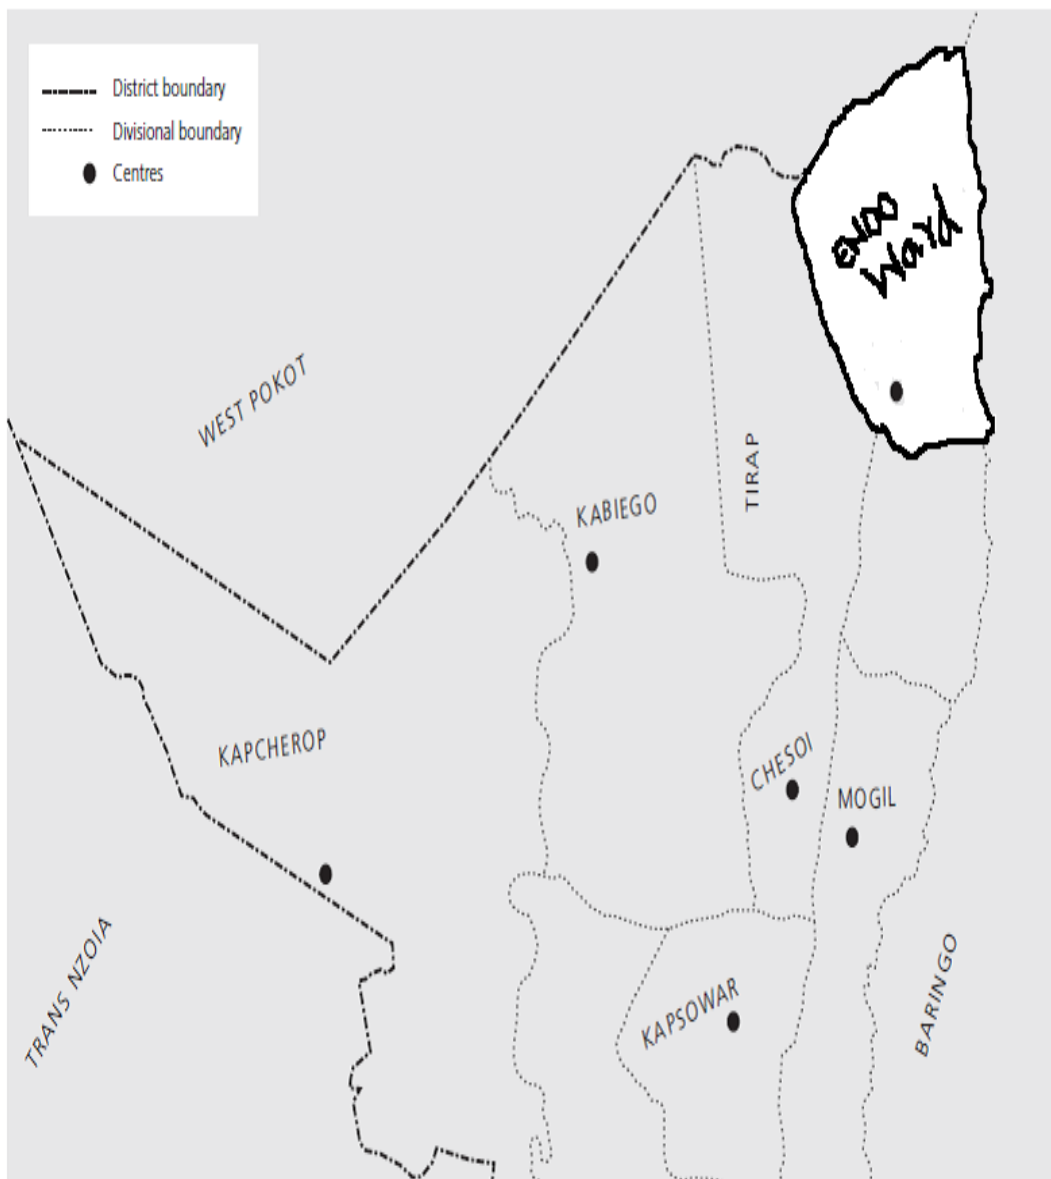 District boundary
Divisional boundary
Centres
ENDO
Ward
WEST POKOT
TIRAP
KABIEGO
KAPCHEROP
CHESOI
MOGIL
TRANS NZOIA
KAPSOWAR
BARINGO